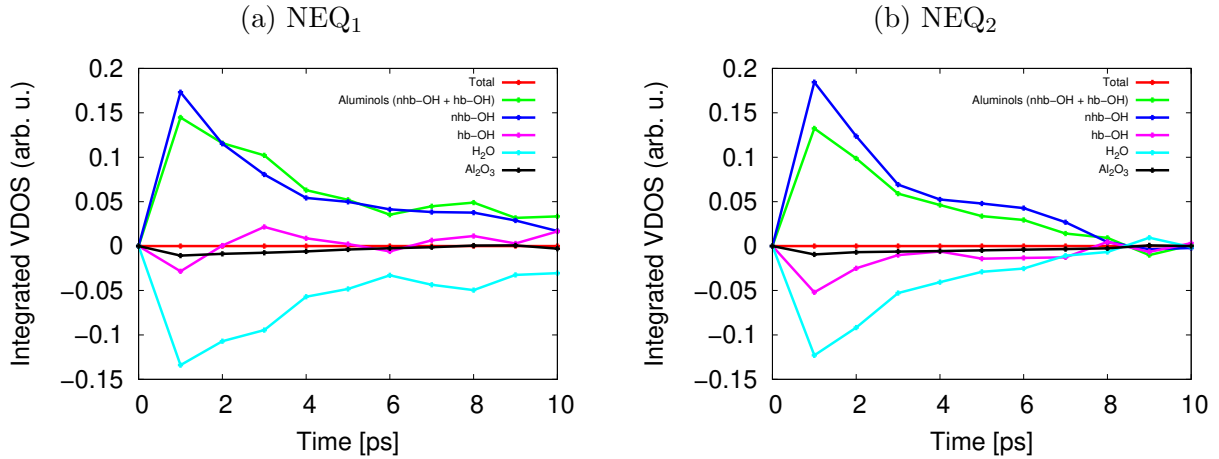 (a) NEQ₁
Integrated VDOS (arb. u.)
0.2
0.15
0.1
0.05
0
−0.05
−0.1
−0.15
0 2 4 6 8 10
Time [ps]
Total
Aluminols (nhb−OH + hb−OH)
nhb−OH
hb−OH
H₂O
Al₂O₃
(b) NEQ₂
Integrated VDOS (arb. u.)
0.2
0.15
0.1
0.05
0
−0.05
−0.1
−0.15
0 2 4 6 8 10
Time [ps]
Total
Aluminols (nhb−OH + hb−OH)
nhb−OH
hb−OH
H₂O
Al₂O₃